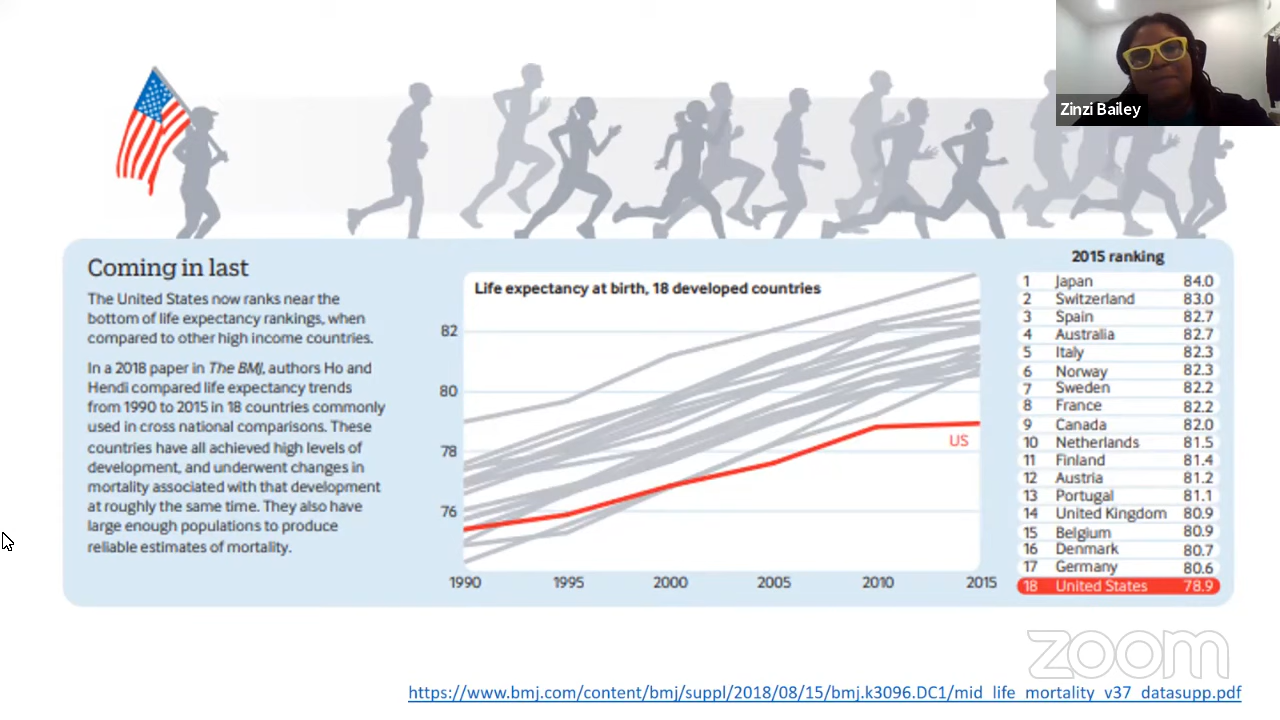 Zinzi Bailey
Coming in last
The United States now ranks near the
bottom of life expectancy rankings, when
compared to other high income countries.
In a 2018 paper in The BMJ, authors Ho and
Hendi compared life expectancy trends
from 1990 to 2015 in 18 countries commonly
used in cross national comparisons. These
countries have all achieved high levels of
development, and underwent changes in
mortality associated with that development
at roughly the same time. They also have
large enough populations to produce
reliable estimates of mortality.
Life expectancy at birth, 18 developed countries
82
80
78
76
US
1990 1995 2000 2005 2010 2015
2015 ranking
1 Japan 84.0
2 Switzerland 83.0
3 Spain 82.7
4 Australia 82.7
5 Italy 82.3
6 Norway 82.3
7 Sweden 82.2
8 France 82.2
9 Canada 82.0
10 Netherlands 81.5
11 Finland 81.4
12 Austria 81.2
13 Portugal 81.1
14 United Kingdom 80.9
15 Belgium 80.9
16 Denmark 80.7
17 Germany 80.6
18 United States 78.9
zoom
https://www.bmj.com/content/bmj/suppl/2018/08/15/bmj.k3096.DC1/mid_life_mortality_v37_datasupp.pdf